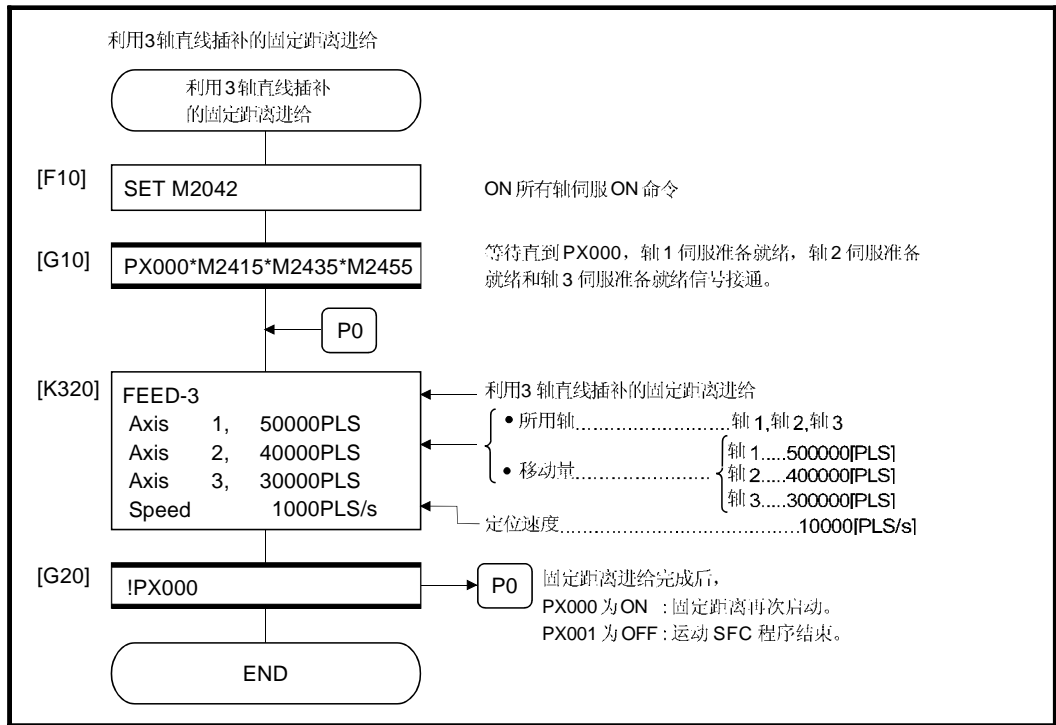 利用3轴直线插补的固定距离进给
利用3轴直线插补
的固定距离进给
[F10]
SET M2042
ON 所有轴伺服 ON 命令
[G10]
PX000*M2415*M2435*M2455
等待直到 PX000，轴 1 伺服准备就绪，轴 2 伺服准备
就绪和轴 3 伺服准备就绪信号接通。
P0
[K320]
FEED-3
Axis 1, 50000PLS
Axis 2, 40000PLS
Axis 3, 30000PLS
Speed 1000PLS/s
利用3 轴直线插补的固定距离进给
● 所用轴..........................轴 1,轴 2,轴 3
● 移动量......................
轴 1.....500000[PLS]
轴 2.....400000[PLS]
轴 3.....300000[PLS]
定位速度.......................................10000[PLS/s]
[G20]
!PX000
P0
固定距离进给完成后，
PX000 为 ON : 固定距离再次启动。
PX001 为 OFF : 运动 SFC 程序结束。
END